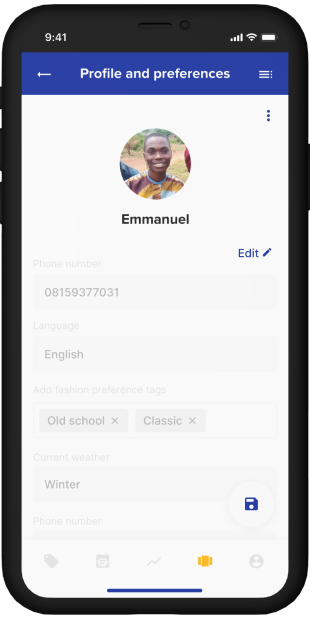 9:41
Profile and preferences
Emmanuel
Edit
Phone number
08159377031
Language
English
Add fashion preference tags
Old school ×
Classic ×
Current weather
Winter
Phone number